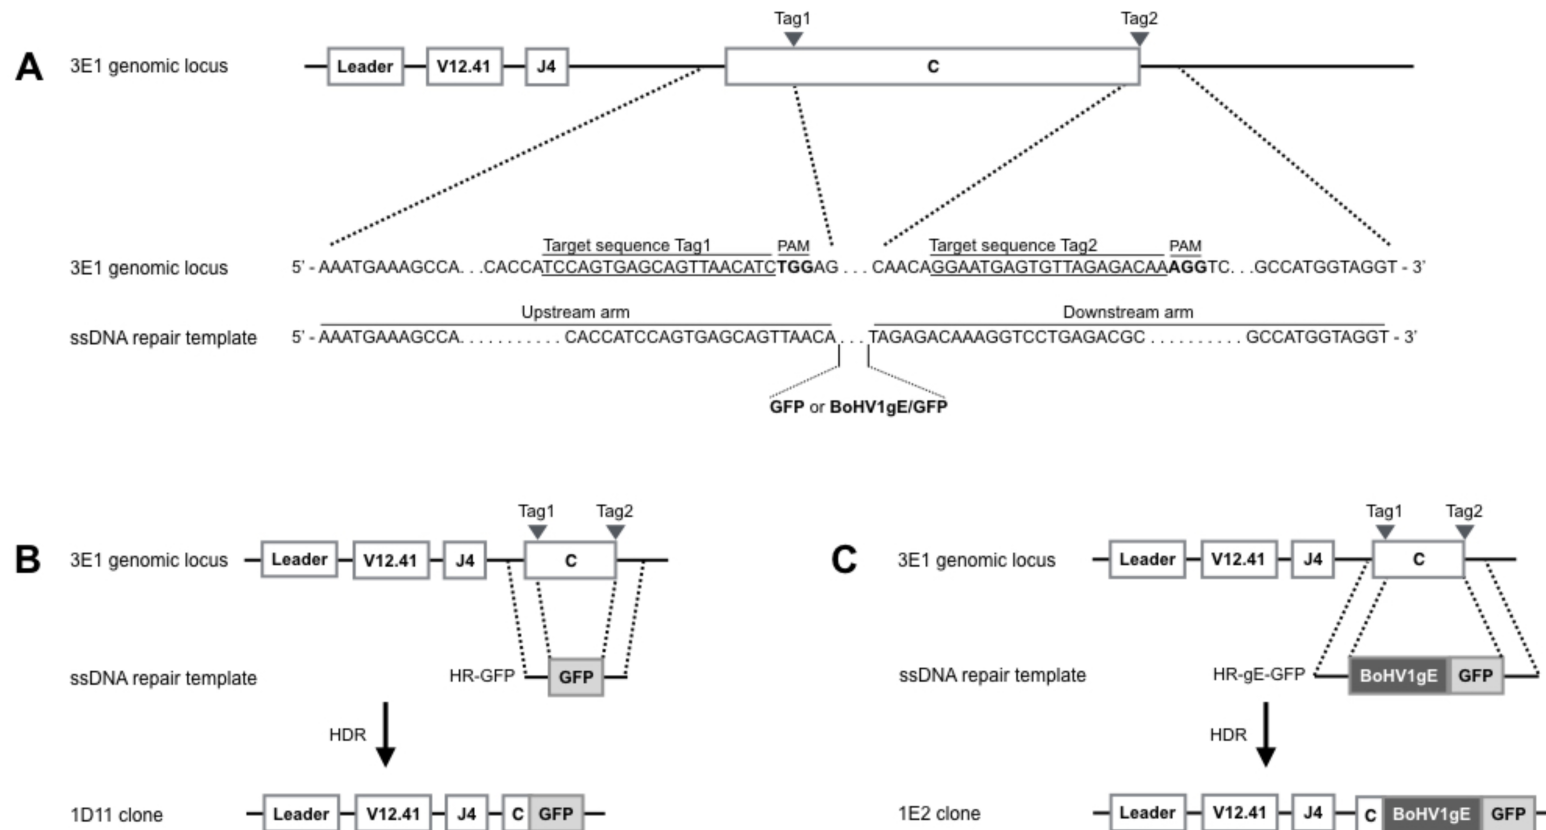 Tag1 Tag2
A 3E1 genomic locus Leader V12.41 J4 C
Target sequence Tag1 PAM Target sequence Tag2 PAM
3E1 genomic locus 5' - AAATGAAAGCCA...CACCATCCAGTGAGCAGTTAACATCTGGAG ... CAACAGGAATGAGTGTTAGAGACAAAGGTC...GCCATGGTAGGT - 3'
Upstream arm Downstream arm
ssDNA repair template 5' - AAATGAAAGCCA...........CACCATCCAGTGAGCAGTTAACA...TAGAGACAAAGGTCCTGAGACGC..........GCCATGGTAGGT - 3'
GFP or BoHV1gE/GFP
Tag1 Tag2
B 3E1 genomic locus Leader V12.41 J4 C
ssDNA repair template HR-GFP GFP
HDR
1D11 clone Leader V12.41 J4 C GFP
Tag1 Tag2
C 3E1 genomic locus Leader V12.41 J4 C
ssDNA repair template HR-gE-GFP BoHV1gE GFP
HDR
1E2 clone Leader V12.41 J4 C BoHV1gE GFP